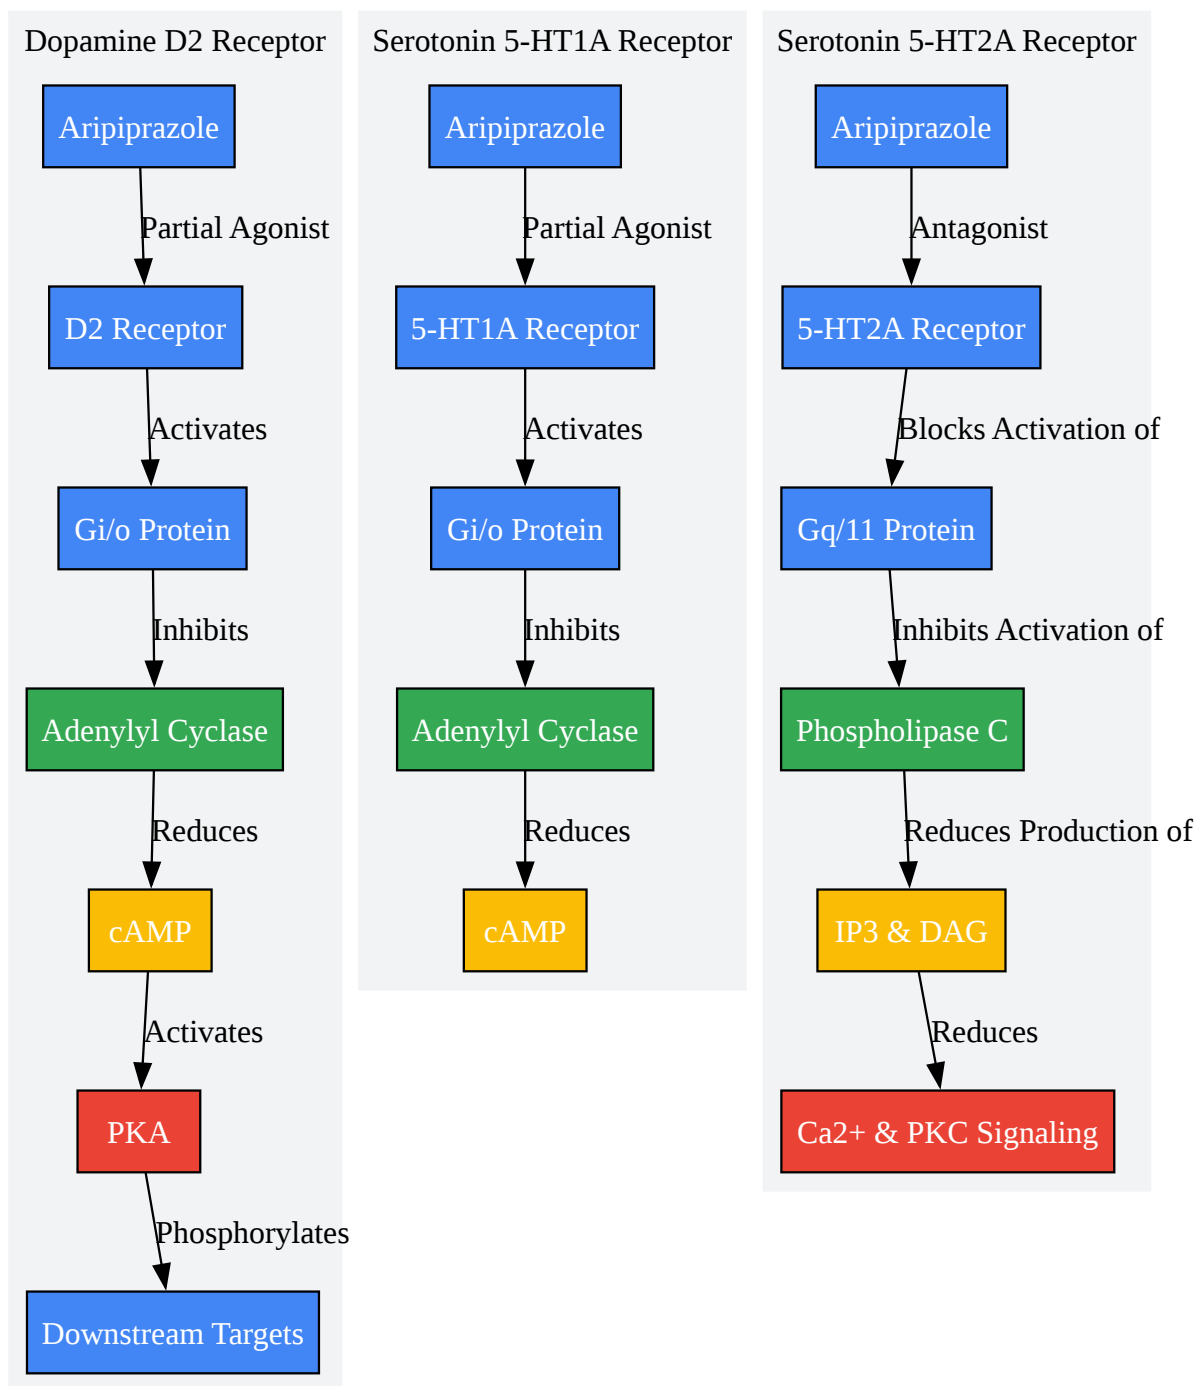 Dopamine D2 Receptor
Aripiprazole
Partial Agonist
D2 Receptor
Activates
Gi/o Protein
Inhibits
Adenylyl Cyclase
Reduces
cAMP
Activates
PKA
Phosphorylates
Downstream Targets
Serotonin 5-HT1A Receptor
Aripiprazole
Partial Agonist
5-HT1A Receptor
Activates
Gi/o Protein
Inhibits
Adenylyl Cyclase
Reduces
cAMP
Serotonin 5-HT2A Receptor
Aripiprazole
Antagonist
5-HT2A Receptor
Blocks Activation of
Gq/11 Protein
Inhibits Activation of
Phospholipase C
Reduces Production of
IP3 & DAG
Reduces
Ca2+ & PKC Signaling